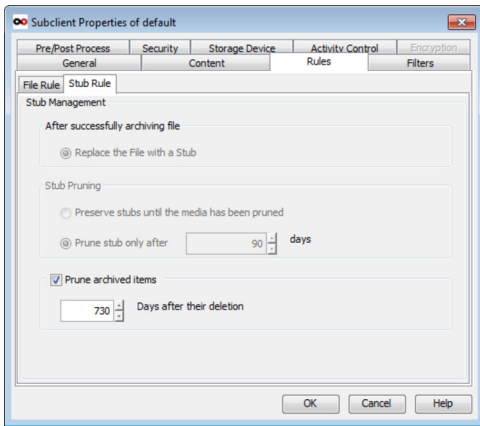 Subclient Properties of default
Pre/Post Process Security Storage Device Activity Control Encryption
General Content Rules Filters
File Rule Stub Rule
Stub Management
After successfully archiving file
Replace the File with a Stub
Stub Pruning
Preserve stubs until the media has been pruned
Prune stub only after 90 days
Prune archived items
730 Days after their deletion
OK Cancel Help